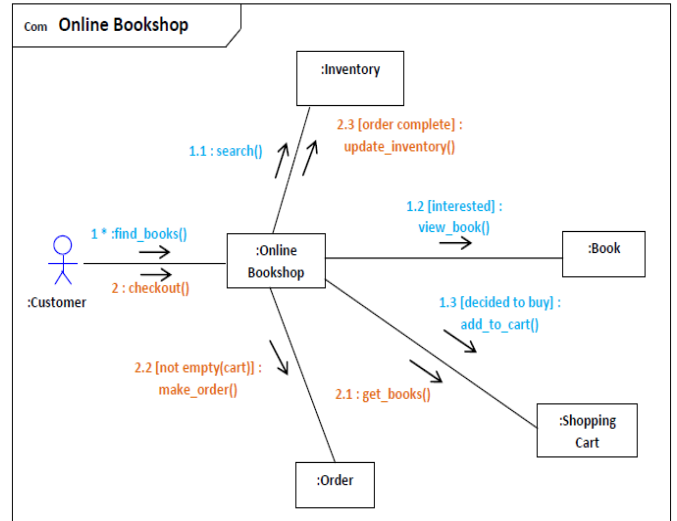 Com Online Bookshop
:Inventory
2.3 [order complete] :
update_inventory()
1.1 : search()
1.2 [interested] :
view_book()
1 * :find_books()
:Online
Bookshop
:Book
2 : checkout()
:Customer
1.3 [decided to buy] :
add_to_cart()
2.2 [not empty(cart)] :
make_order()
2.1 : get_books()
:Shopping
Cart
:Order